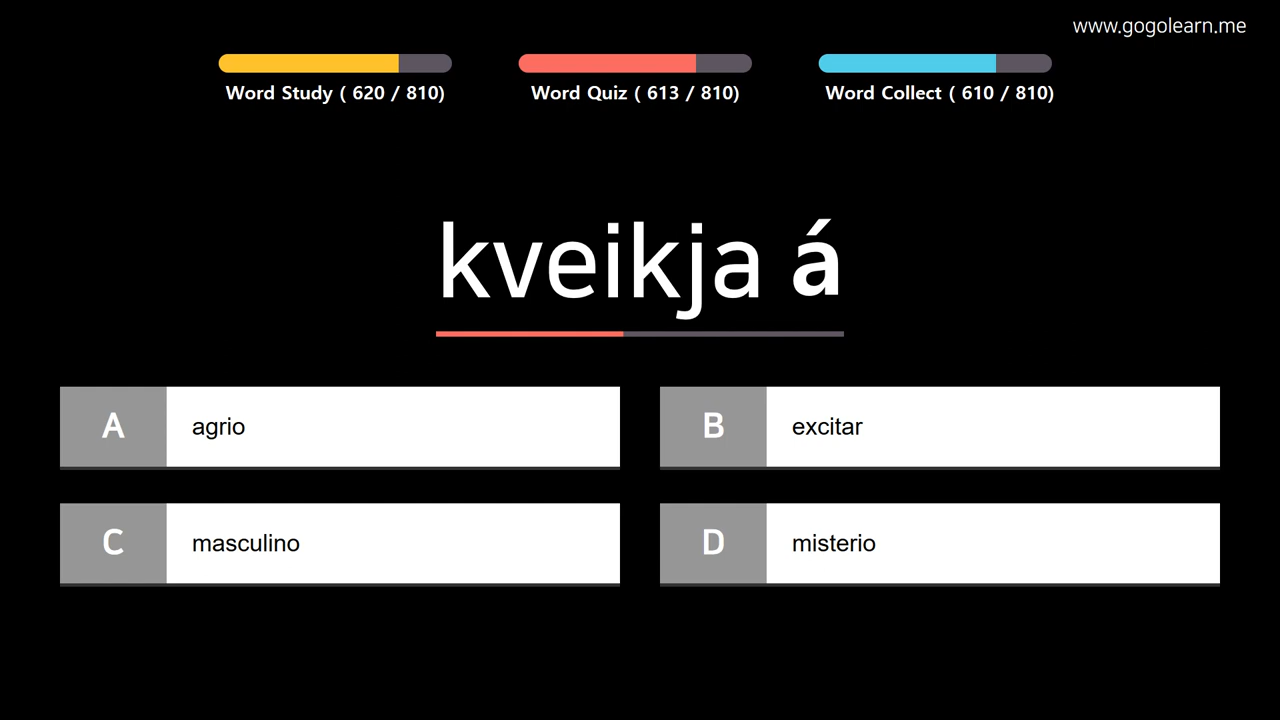 www.gogolearn.me
Word Study ( 620 / 810)
Word Quiz ( 613 / 810)
Word Collect ( 610 / 810)
kveikja á
A agrio
B excitar
C masculino
D misterio